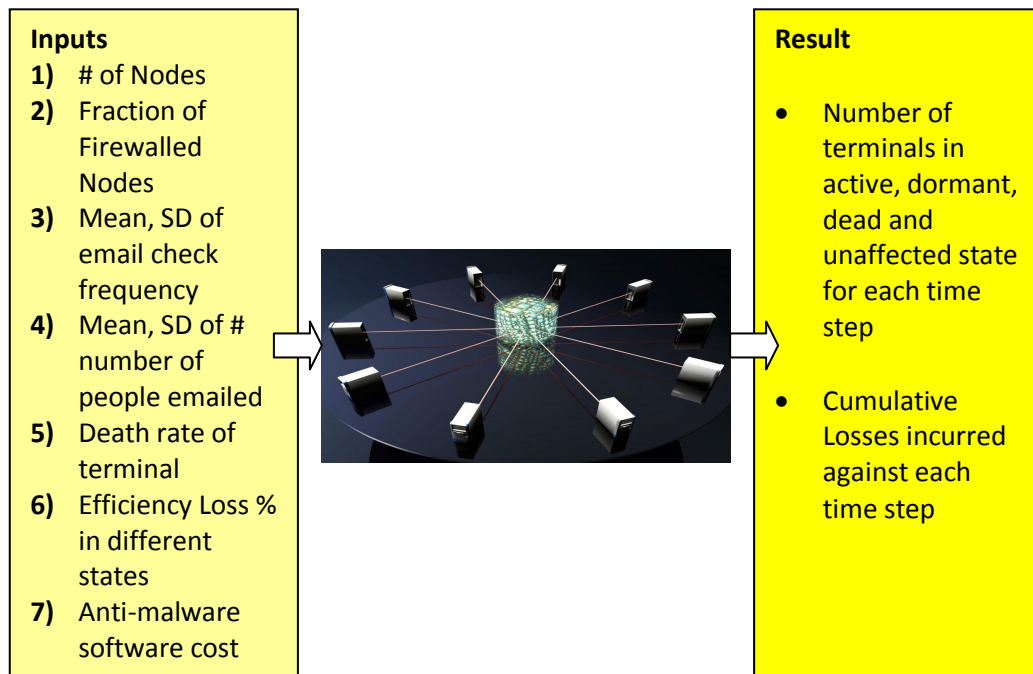 Inputs
1) # of Nodes
2) Fraction of
Firewalled
Nodes
3) Mean, SD of
email check
frequency
4) Mean, SD of #
number of
people emailed
5) Death rate of
terminal
6) Efficiency Loss %
in different
states
7) Anti-malware
software cost
Result
• Number of
terminals in
active, dormant,
dead and
unaffected state
for each time
step
• Cumulative
Losses incurred
against each
time step